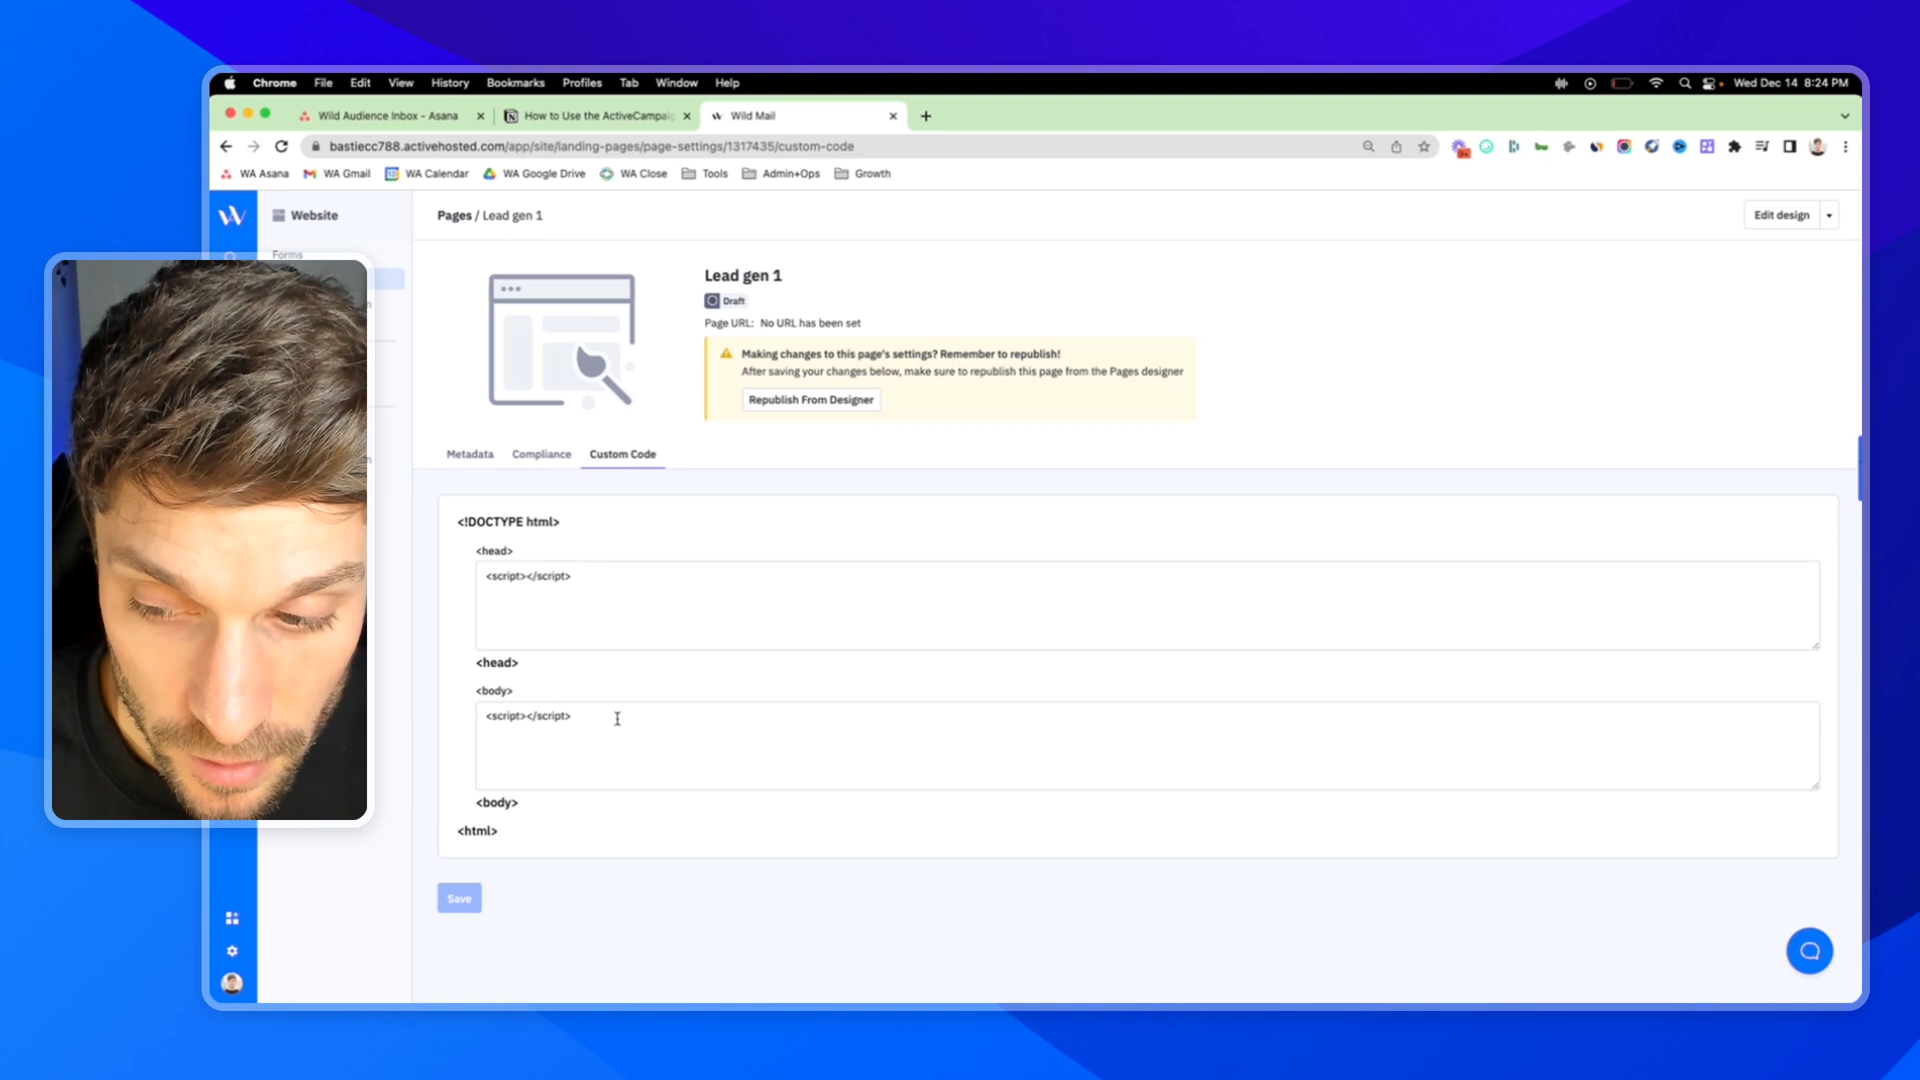 Chrome File Edit View History Bookmarks Profiles Tab Window Help Wed Dec 14 8:24 PM
Wild Audience Inbox - Asana How to Use the ActiveCampaig Wild Mail
bastiecc788.activehosted.com/app/site/landing-pages/page-settings/1317435/custom-code
WA Asana WA Gmail WA Calendar WA Google Drive WA Close Tools Admin+Ops Growth
Website
Pages / Lead gen 1
Edit design
Forms
Lead gen 1
Draft
Page URL: No URL has been set
Making changes to this page's settings? Remember to republish!
After saving your changes below, make sure to republish this page from the Pages designer
Republish From Designer
Metadata Compliance Custom Code
<!DOCTYPE html>
<head>
<script></script>
<head>
<body>
<script></script>
<body>
<html>
Save